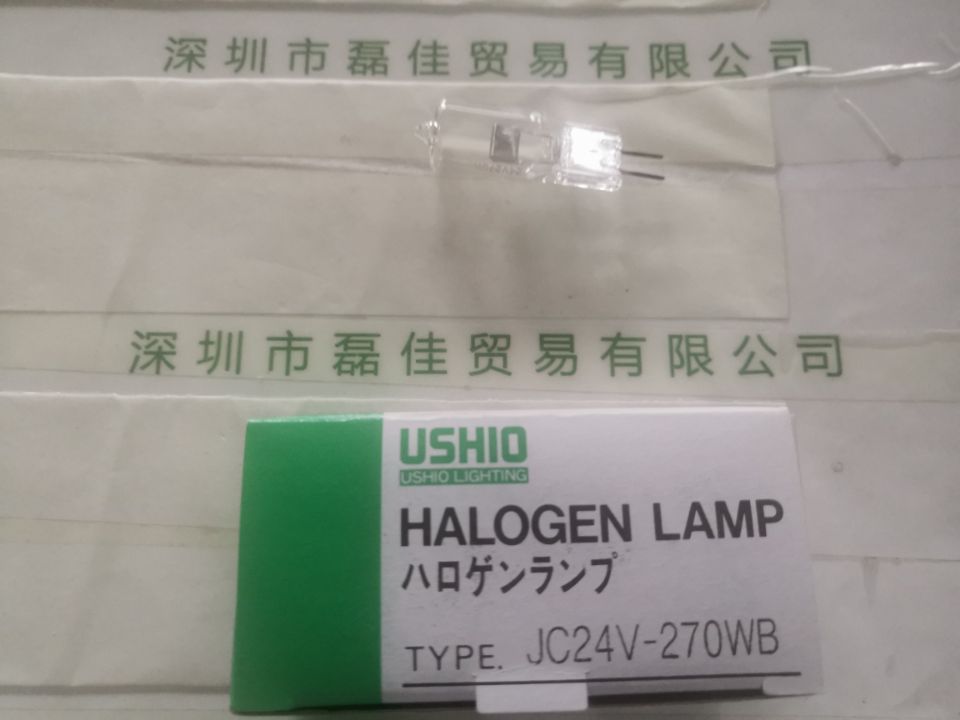 深圳市磊佳贸易有限公司
深圳市磊佳贸易有限公司
USHIO
USHIO LIGHTING
HALOGEN LAMP
ハロゲンランプ
TYPE. JC24V-270WB